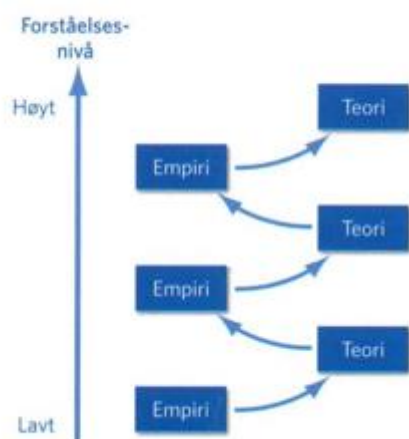 Forståelses-
nivå
Høyt
Teori
Empiri
Teori
Empiri
Teori
Empiri
Lavt